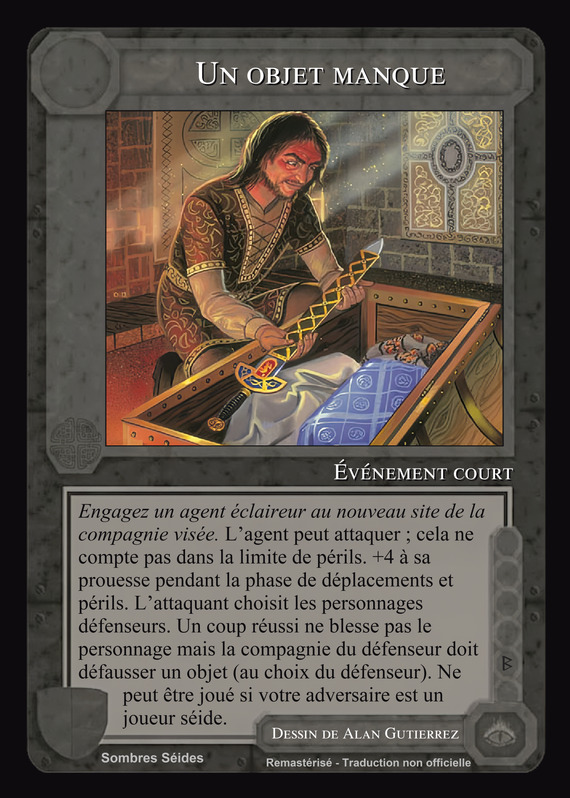 Un objet manque
Événement court
Engagez un agent éclaireur au nouveau site de la
compagnie visée. L'agent peut attaquer ; cela ne
compte pas dans la limite de périls. +4 à sa
prouesse pendant la phase de déplacements et
périls. L'attaquant choisit les personnages
défenseurs. Un coup réussi ne blesse pas le
personnage mais la compagnie du défenseur doit
défausser un objet (au choix du défenseur). Ne
peut être joué si votre adversaire est un
joueur séide.
Dessin de Alan Gutierrez
Sombres Séides
Remastérisé - Traduction non officielle